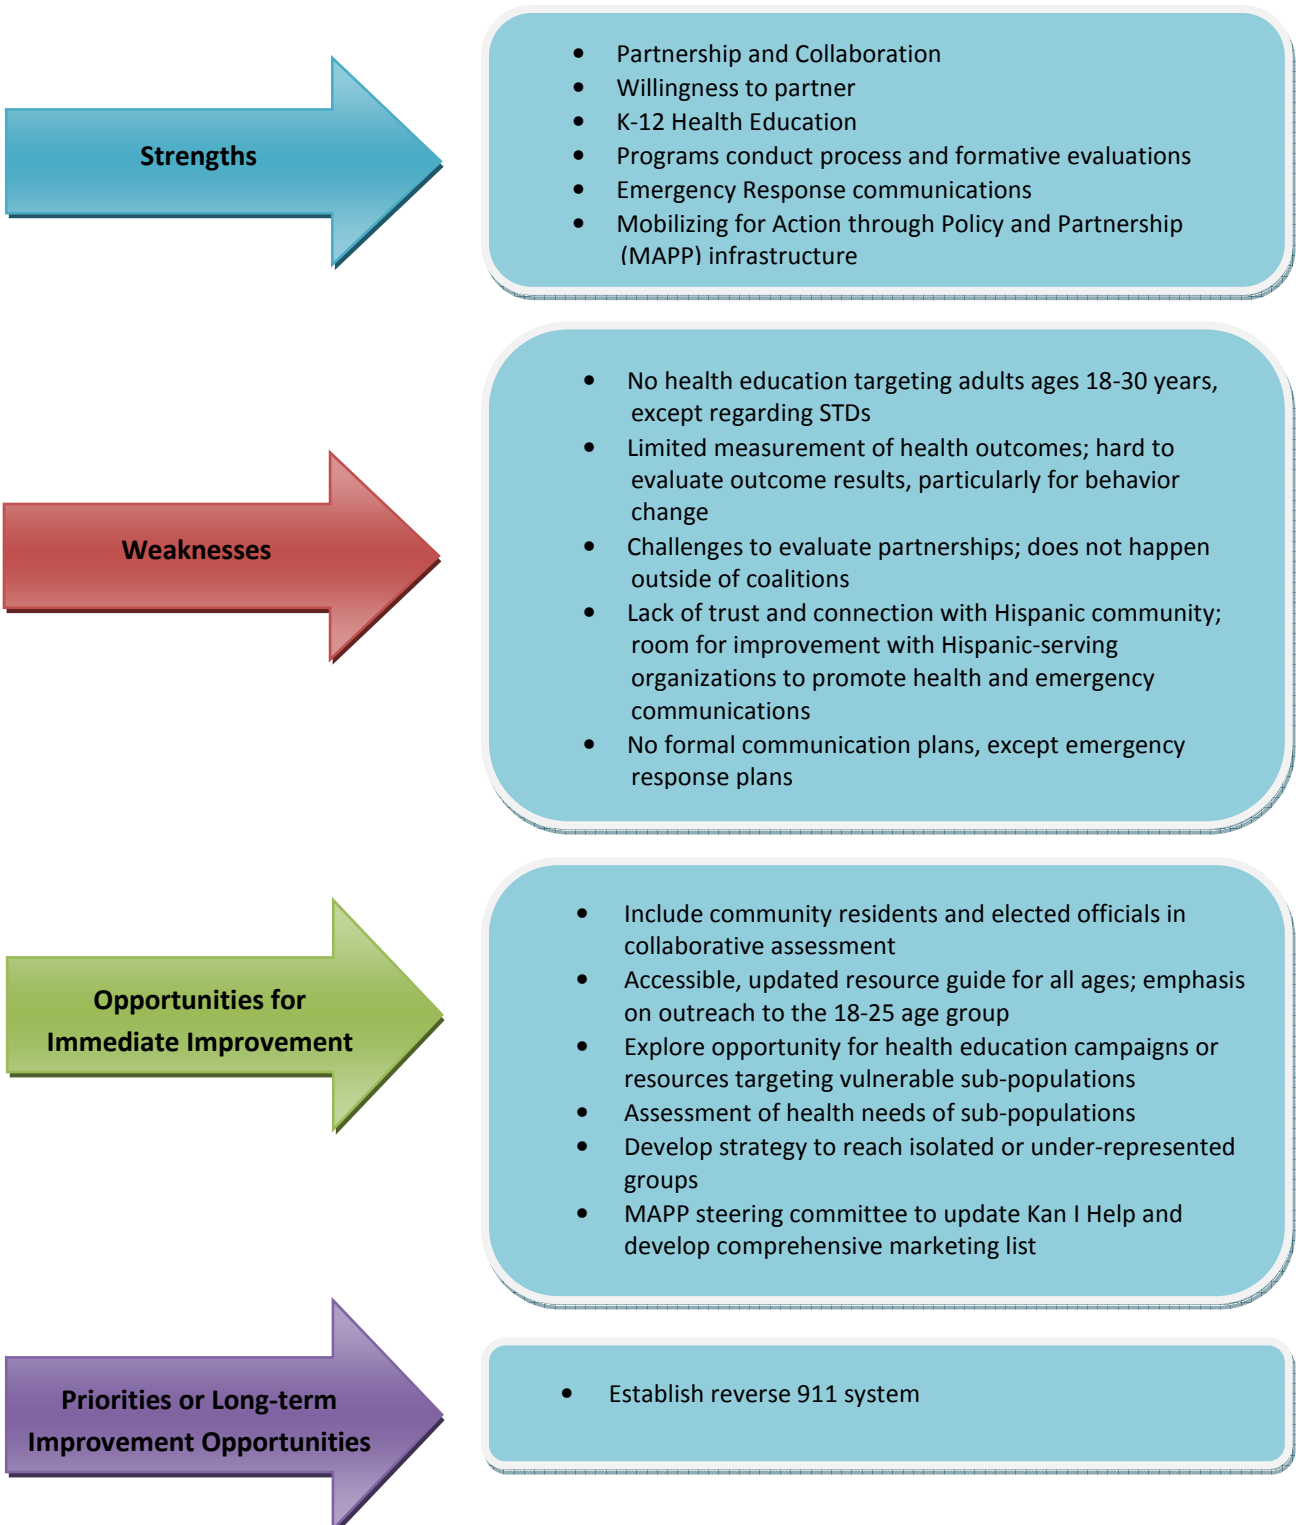 Strengths
• Partnership and Collaboration
• Willingness to partner
• K-12 Health Education
• Programs conduct process and formative evaluations
• Emergency Response communications
• Mobilizing for Action through Policy and Partnership
(MAPP) infrastructure
Weaknesses
• No health education targeting adults ages 18-30 years,
except regarding STDs
• Limited measurement of health outcomes; hard to
evaluate outcome results, particularly for behavior
change
• Challenges to evaluate partnerships; does not happen
outside of coalitions
• Lack of trust and connection with Hispanic community;
room for improvement with Hispanic-serving
organizations to promote health and emergency
communications
• No formal communication plans, except emergency
response plans
Opportunities for
Immediate Improvement
• Include community residents and elected officials in
collaborative assessment
• Accessible, updated resource guide for all ages; emphasis
on outreach to the 18-25 age group
• Explore opportunity for health education campaigns or
resources targeting vulnerable sub-populations
• Assessment of health needs of sub-populations
• Develop strategy to reach isolated or under-represented
groups
• MAPP steering committee to update Kan I Help and
develop comprehensive marketing list
Priorities or Long-term
Improvement Opportunities
• Establish reverse 911 system